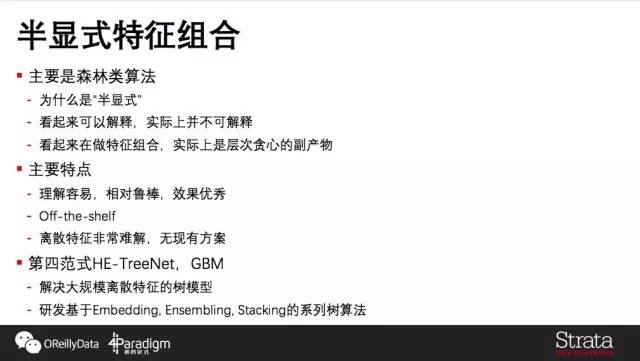 半显式特征组合
主要是森林类算法
- 为什么是“半显式”
- 看起来可以解释，实际上并不可解释
- 看起来在做特征组合，实际上是层次贪心的副产物
主要特点
- 理解容易，相对鲁棒，效果优秀
- Off-the-shelf
- 离散特征非常难解，无现有方案
第四范式HE-TreeNet，GBM
- 解决大规模离散特征的树模型
- 研发基于Embedding, Ensembling, Stacking的系列树算法
OReillyData
4Paradigm
第四范式
Strata
DATA CONFERENCE